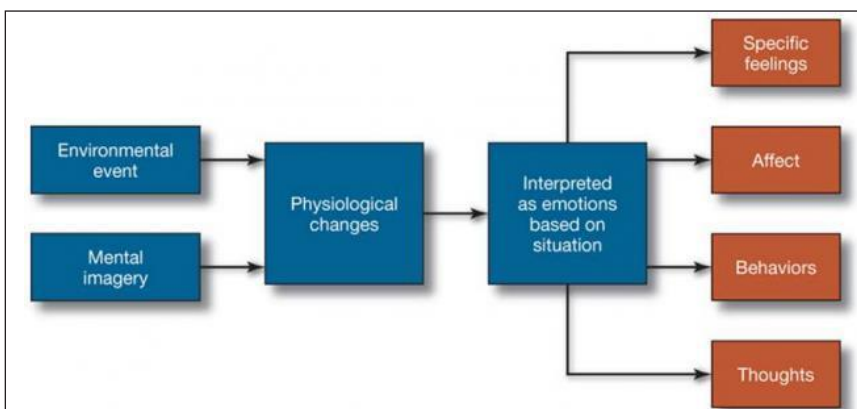 Environmental
event
Mental
imagery
Physiological
changes
Interpreted
as emotions
based on
situation
Specific
feelings
Affect
Behaviors
Thoughts